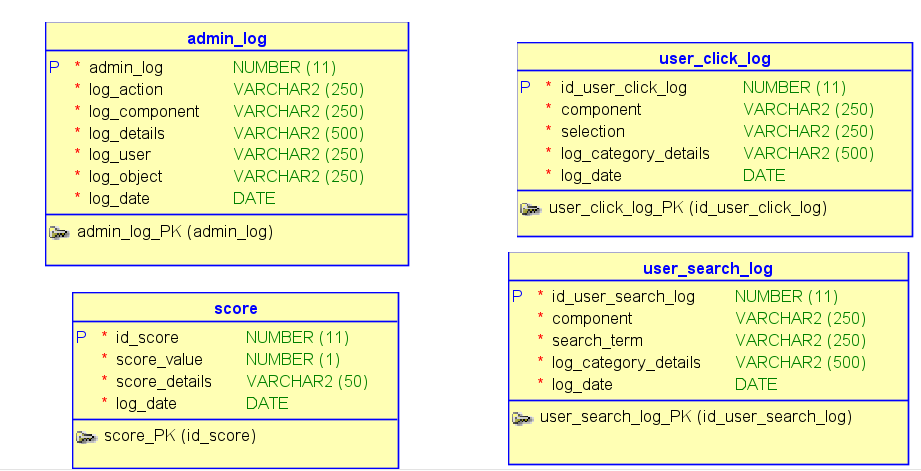 admin_log
P * admin_log NUMBER (11)
* log_action VARCHAR2 (250)
* log_component VARCHAR2 (250)
* log_details VARCHAR2 (500)
* log_user VARCHAR2 (250)
* log_object VARCHAR2 (250)
* log_date DATE
admin_log_PK (admin_log)
user_click_log
P * id_user_click_log NUMBER (11)
* component VARCHAR2 (250)
* selection VARCHAR2 (250)
* log_category_details VARCHAR2 (500)
* log_date DATE
user_click_log_PK (id_user_click_log)
score
P * id_score NUMBER (11)
* score_value NUMBER (1)
* score_details VARCHAR2 (50)
* log_date DATE
score_PK (id_score)
user_search_log
P * id_user_search_log NUMBER (11)
* component VARCHAR2 (250)
* search_term VARCHAR2 (250)
* log_category_details VARCHAR2 (500)
* log_date DATE
user_search_log_PK (id_user_search_log)